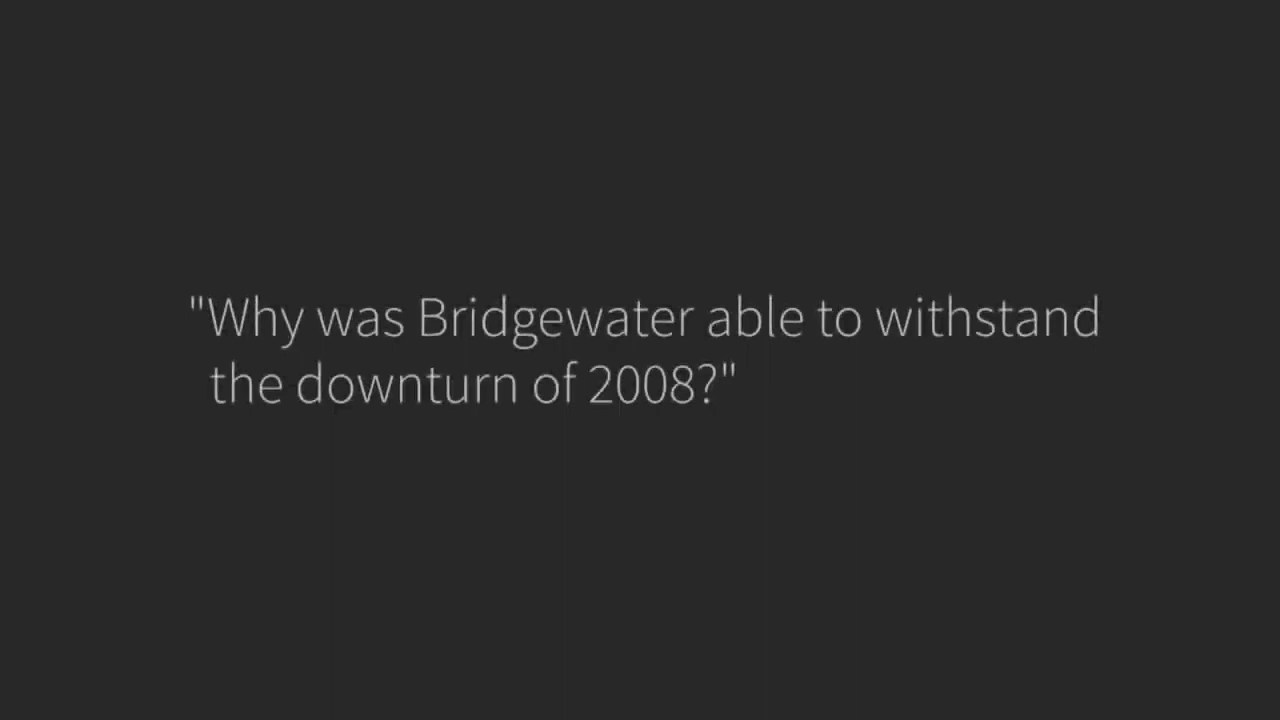 "Why was Bridgewater able to withstand
the downturn of 2008?"